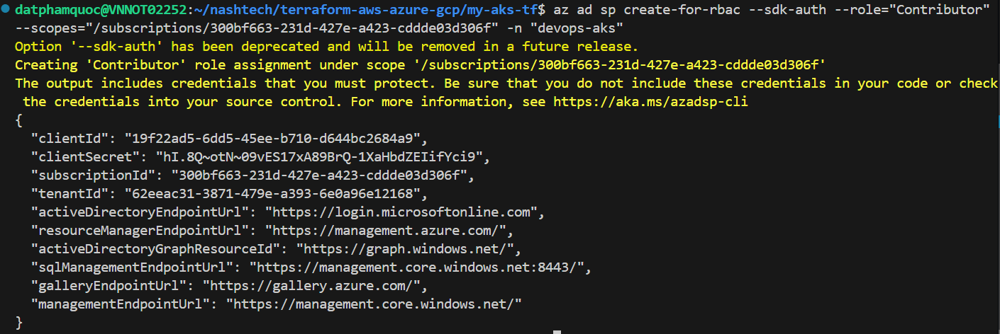 datphamquoc@VNNOT02252:~/nashtech/terraform-aws-azure-gcp/my-aks-tf$ az ad sp create-for-rbac --sdk-auth --role="Contributor"
--scopes="/subscriptions/300bf663-231d-427e-a423-cddde03d306f" -n "devops-aks"
Option '--sdk-auth' has been deprecated and will be removed in a future release.
Creating 'Contributor' role assignment under scope '/subscriptions/300bf663-231d-427e-a423-cddde03d306f'
The output includes credentials that you must protect. Be sure that you do not include these credentials in your code or check
the credentials into your source control. For more information, see https://aka.ms/azadsp-cli
{
"clientId": "19f22ad5-6dd5-45ee-b710-d644bc2684a9",
"clientSecret": "hI.8Q~otN~09vES17xA89BrQ-1XaHbdZEIifYci9",
"subscriptionId": "300bf663-231d-427e-a423-cddde03d306f",
"tenantId": "62eeac31-3871-479e-a393-6e0a96e12168",
"activeDirectoryEndpointUrl": "https://login.microsoftonline.com",
"resourceManagerEndpointUrl": "https://management.azure.com/",
"activeDirectoryGraphResourceId": "https://graph.windows.net/",
"sqlManagementEndpointUrl": "https://management.core.windows.net:8443/",
"galleryEndpointUrl": "https://gallery.azure.com/",
"managementEndpointUrl": "https://management.core.windows.net/"
}